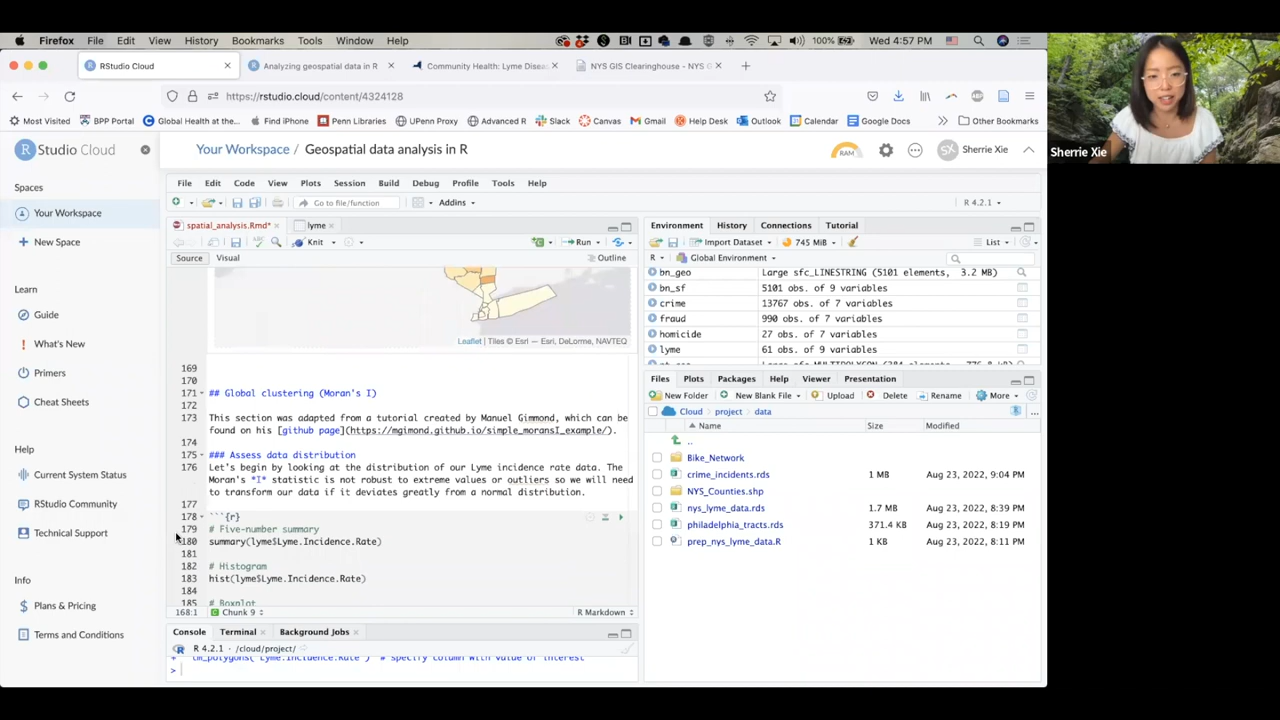 Firefox File Edit View History Bookmarks Tools Window Help 100% Wed 4:57 PM
RStudio Cloud Analyzing geospatial data in R Community Health: Lyme Diseas NYS GIS Clearinghouse - NYS G
https://rstudio.cloud/content/4324128
Most Visited BPP Portal Global Health at the... Find iPhone Penn Libraries UPenn Proxy Advanced R Slack Canvas Gmail Help Desk Outlook Calendar Google Docs Other Bookmarks
Studio Cloud
Your Workspace / Geospatial data analysis in R
RAM
SX Sherrie Xie
Spaces
Your Workspace
New Space
Learn
Guide
What's New
Primers
Cheat Sheets
Help
Current System Status
RStudio Community
Technical Support
Info
Plans & Pricing
Terms and Conditions
File Edit Code View Plots Session Build Debug Profile Tools Help
Go to file/function Addins R 4.2.1
spatial_analysis.Rmd* lyme
Knit Run
Source Visual Outline
Leaflet | Tiles © Esri — Esri, DeLorme, NAVTEQ
169
170
171 ## Global clustering (Moran's I)
172
173 This section was adapted from a tutorial created by Manuel Gimmond, which can be
found on his [github page](https://mgimond.github.io/simple_moransI_example/).
174
175 ### Assess data distribution
176 Let's begin by looking at the distribution of our Lyme incidence rate data. The
Moran's *I* statistic is not robust to extreme values or outliers so we will need
to transform our data if it deviates greatly from a normal distribution.
177
178 ```{r}
179 # Five-number summary
180 summary(lyme$Lyme.Incidence.Rate)
181
182 # Histogram
183 hist(lyme$Lyme.Incidence.Rate)
184
185 # Boxplot
168:1 Chunk 9 R Markdown
Console Terminal Background Jobs
R 4.2.1 · /cloud/project/
+ tm_polygons("Lyme.Incidence.Rate") # specify column with value of interest
>
Environment History Connections Tutorial
Import Dataset 745 MiB List
R Global Environment
bn_geo Large sfc_LINESTRING (5101 elements, 3.2 MB)
bn_sf 5101 obs. of 9 variables
crime 13767 obs. of 7 variables
fraud 990 obs. of 7 variables
homicide 27 obs. of 7 variables
lyme 61 obs. of 9 variables
Files Plots Packages Help Viewer Presentation
New Folder New Blank File Upload Delete Rename More
Cloud project data
Name Size Modified
..
Bike_Network
crime_incidents.rds 1 MB Aug 23, 2022, 9:04 PM
NYS_Counties.shp
nys_lyme_data.rds 1.7 MB Aug 23, 2022, 8:39 PM
philadelphia_tracts.rds 371.4 KB Aug 23, 2022, 8:19 PM
prep_nys_lyme_data.R 1 KB Aug 23, 2022, 8:11 PM
Sherrie Xie